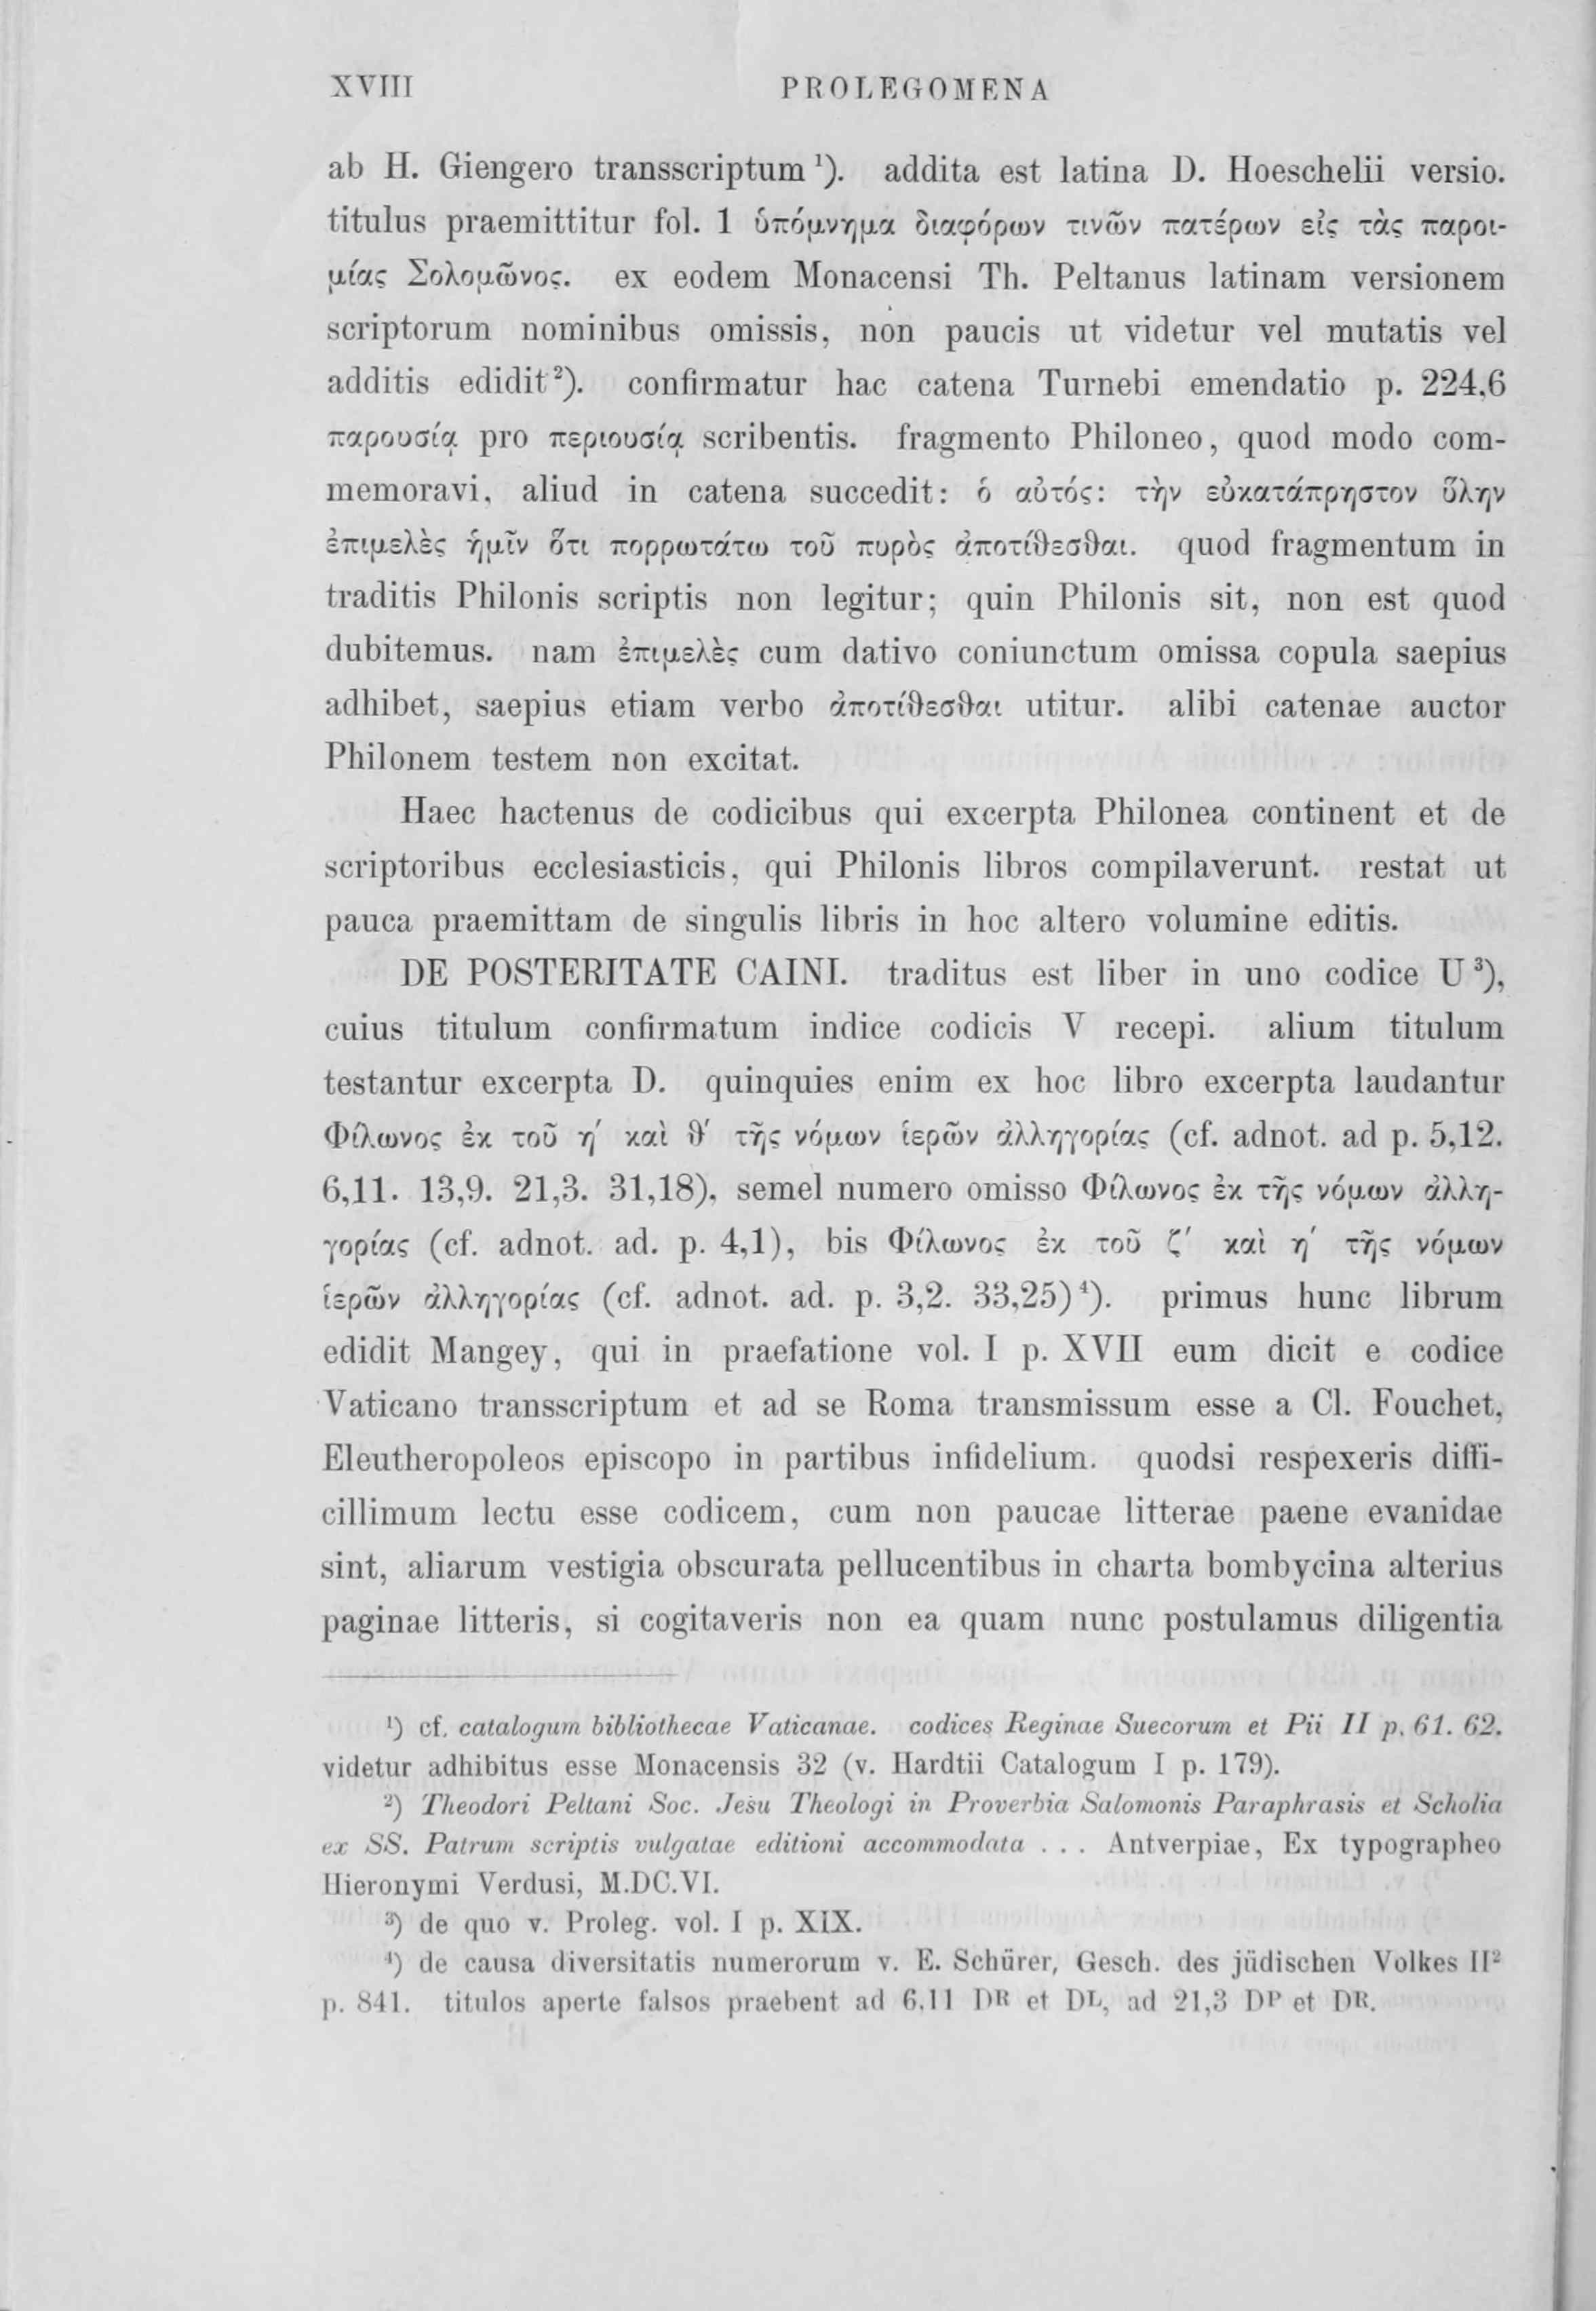 XVIII PROLEGOMENA
ab H. Giengero transscriptum ¹). addita est latina D. Hoeschelii versio.
titulus praemittitur fol. 1 ὑπόμνημα διαφόρων τινῶν πατέρων εἰς τὰς παροι-
μίας Σολομῶνος. ex eodem Monacensi Th. Peltanus latinam versionem
scriptorum nominibus omissis, non paucis ut videtur vel mutatis vel
additis edidit ²). confirmatur hac catena Turnebi emendatio p. 224,6
παρουσίᾳ pro περιουσίᾳ scribentis. fragmento Philoneo, quod modo com-
memoravi, aliud in catena succedit: ὁ αὐτός: τὴν εὐκατάπρηστον ὕλην
ἐπιμελὲς ἡμῖν ὅτι πορρωτάτω τοῦ πυρὸς ἀποτίθεσθαι. quod fragmentum in
traditis Philonis scriptis non legitur; quin Philonis sit, non est quod
dubitemus. nam ἐπιμελὲς cum dativo coniunctum omissa copula saepius
adhibet, saepius etiam verbo ἀποτίθεσθαι utitur. alibi catenae auctor
Philonem testem non excitat.
Haec hactenus de codicibus qui excerpta Philonea continent et de
scriptoribus ecclesiasticis, qui Philonis libros compilaverunt. restat ut
pauca praemittam de singulis libris in hoc altero volumine editis.
DE POSTERITATE CAINI. traditus est liber in uno codice U ³),
cuius titulum confirmatum indice codicis V recepi. alium titulum
testantur excerpta D. quinquies enim ex hoc libro excerpta laudantur
Φίλωνος ἐκ τοῦ η′ καὶ θ′ τῆς νόμων ἱερῶν ἀλληγορίας (cf. adnot. ad p. 5,12.
6,11. 13,9. 21,3. 31,18), semel numero omisso Φίλωνος ἐκ τῆς νόμων ἀλλη-
γορίας (cf. adnot. ad. p. 4,1), bis Φίλωνος ἐκ τοῦ ζ′ καὶ η′ τῆς νόμων
ἱερῶν ἀλληγορίας (cf. adnot. ad. p. 3,2. 33,25) ⁴). primus hunc librum
edidit Mangey, qui in praefatione vol. I p. XVII eum dicit e codice
Vaticano transscriptum et ad se Roma transmissum esse a Cl. Fouchet,
Eleutheropoleos episcopo in partibus infidelium. quodsi respexeris diffi-
cillimum lectu esse codicem, cum non paucae litterae paene evanidae
sint, aliarum vestigia obscurata pellucentibus in charta bombycina alterius
paginae litteris, si cogitaveris non ea quam nunc postulamus diligentia
¹) cf. catalogum bibliothecae Vaticanae. codices Reginae Suecorum et Pii II p. 61. 62.
videtur adhibitus esse Monacensis 32 (v. Hardtii Catalogum I p. 179).
²) Theodori Peltani Soc. Jesu Theologi in Proverbia Salomonis Paraphrasis et Scholia
ex SS. Patrum scriptis vulgatae editioni accommodata . . . Antverpiae, Ex typographeo
Hieronymi Verdusi, M.DC.VI.
³) de quo v. Proleg. vol. I p. XIX.
⁴) de causa diversitatis numerorum v. E. Schürer, Gesch. des jüdischen Volkes II²
p. 841. titulos aperte falsos praebent ad 6,11 Dᴿ et Dᴸ, ad 21,3 Dᴾ et Dᴿ.